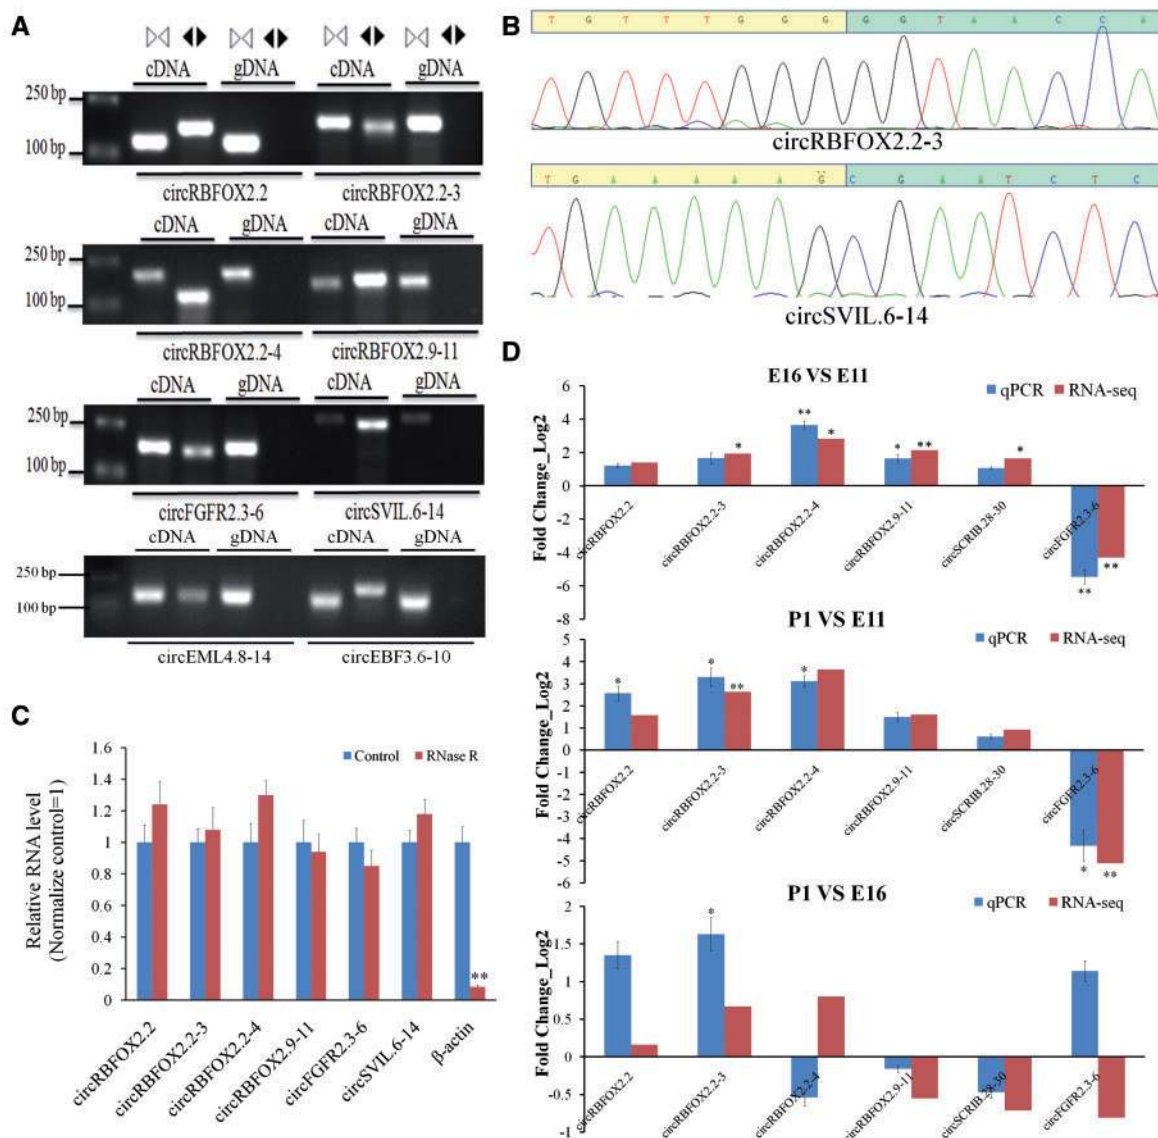 A
cDNA gDNA cDNA gDNA
250 bp
100 bp
circRBFOX2.2 circRBFOX2.2-3
cDNA gDNA cDNA gDNA
250 bp
100 bp
circRBFOX2.2-4 circRBFOX2.9-11
cDNA gDNA cDNA gDNA
250 bp
100 bp
circFGFR2.3-6 circSVIL.6-14
cDNA gDNA cDNA gDNA
250 bp
100 bp
circEML4.8-14 circEBF3.6-10
B
T G T T T G G G G G T A A C C A
circRBFOX2.2-3
T G A A A A A G C G A A T C T C
circSVIL.6-14
C
Relative RNA level
(Normalize control=1)
Control RNase R
1.6
1.4
1.2
1
0.8
0.6
0.4
0.2
0
**
circRBFOX2.2 circRBFOX2.2-3 circRBFOX2.2-4 circRBFOX2.9-11 circFGFR2.3-6 circSVIL.6-14 β-actin
D
E16 VS E11
qPCR RNA-seq
Fold Change_Log2
6
4
2
0
-2
-4
-6
-8
* ** * * ** * ** **
circRBFOX2.2 circRBFOX2.2-3 circRBFOX2.2-4 circRBFOX2.9-11 circSCRIB.28-30 circFGFR2.3-6
P1 VS E11
qPCR RNA-seq
Fold Change_Log2
5
4
3
2
1
0
-1
-2
-3
-4
-5
-6
* * ** * * **
circRBFOX2.2 circRBFOX2.2-3 circRBFOX2.2-4 circRBFOX2.9-11 circSCRIB.28-30 circFGFR2.3-6
P1 VS E16
qPCR RNA-seq
Fold Change_Log2
2
1.5
1
0.5
0
-0.5
-1
*
circRBFOX2.2 circRBFOX2.2-3 circRBFOX2.2-4 circRBFOX2.9-11 circSCRIB.28-30 circFGFR2.3-6